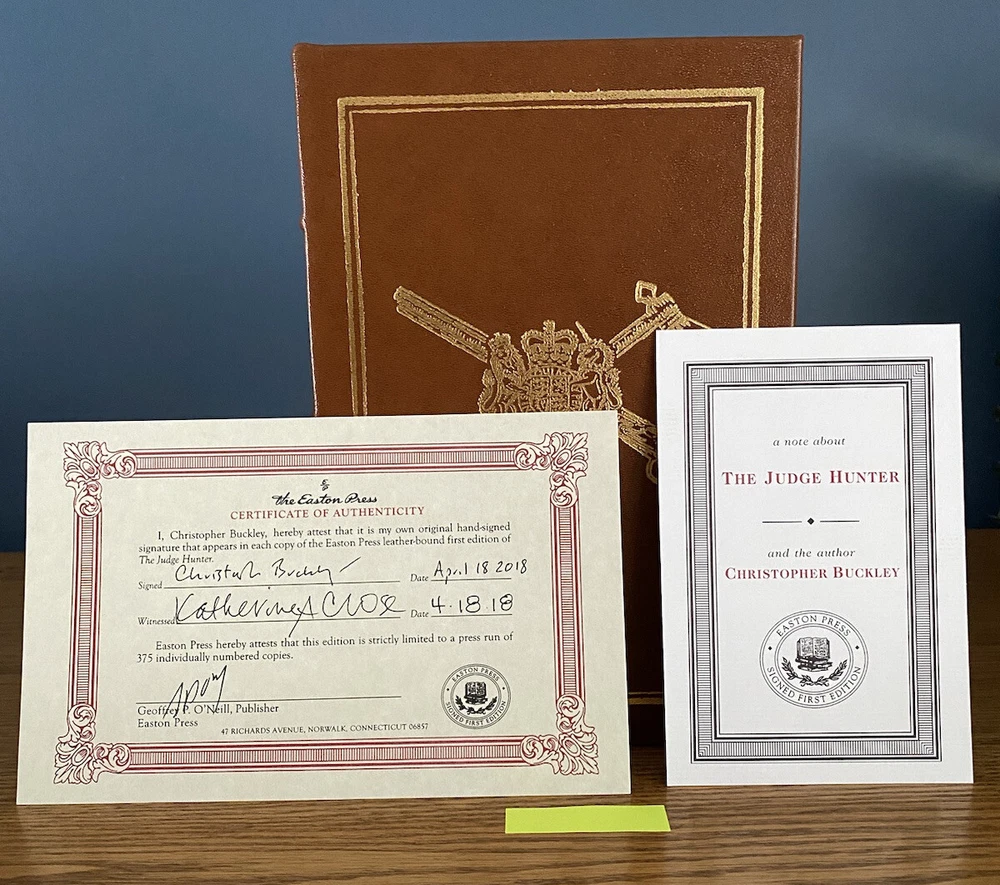 the Easton Press
CERTIFICATE OF AUTHENTICITY
I, Christopher Buckley, hereby attest that it is my own original hand-signed
signature that appears in each copy of the Easton Press leather-bound first edition of
The Judge Hunter.
Signed Christoph Buckley Date April 18 2018
Witnessed Katherine A Close Date 4.18.18
Easton Press hereby attests that this edition is strictly limited to a press run of
375 individually numbered copies.
Geoffrey P. O'Neill, Publisher
Easton Press
47 RICHARDS AVENUE, NORWALK, CONNECTICUT 06857
EASTON PRESS
SIGNED FIRST EDITION
a note about
THE JUDGE HUNTER
and the author
CHRISTOPHER BUCKLEY
EASTON PRESS
SIGNED FIRST EDITION